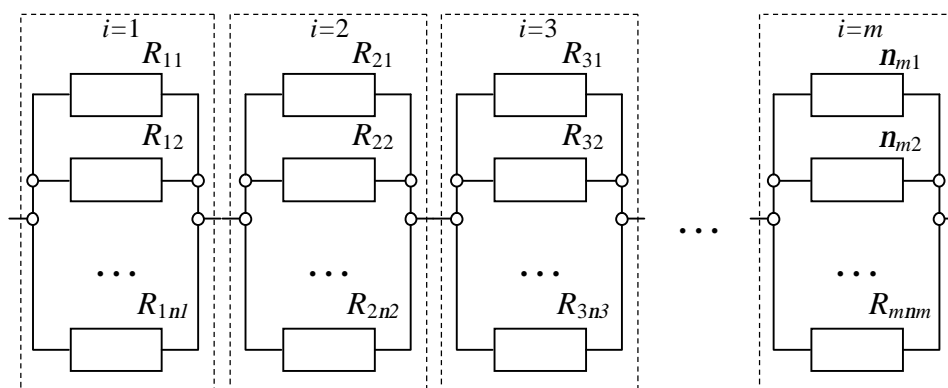 i=1 i=2 i=3 i=m
R11 R21 R31 nm1
R12 R22 R32 nm2
...
... ... ... ...
R1n1 R2n2 R3n3 Rmnm